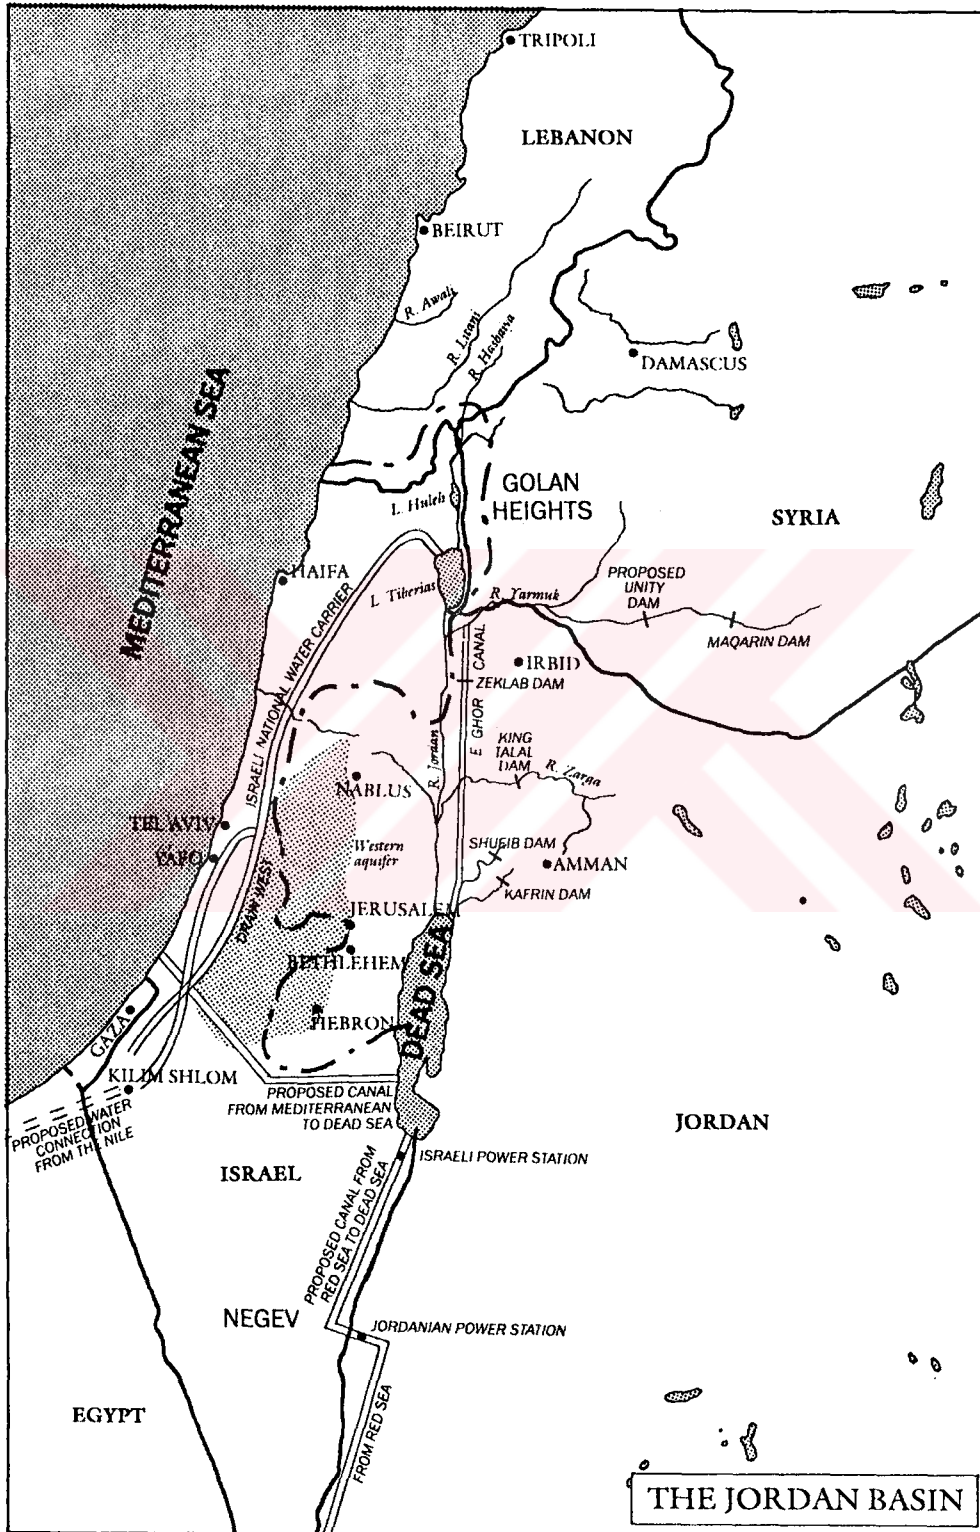 TRIPOLI
LEBANON
BEIRUT
R. Awali
R. Litani
R. Hasbaya
DAMASCUS
MEDITERRANEAN SEA
GOLAN
HEIGHTS
L. Huleh
SYRIA
HAIFA
L. Tiberias
R. Yarmuk
PROPOSED
UNITY
DAM
MAQARIN DAM
ISRAELI NATIONAL WATER CARRIER
IRBID
ZEKLAB DAM
E GHOR CANAL
R. Jordan
KING
TALAL
DAM
R. Zarga
NABLUS
TEL AVIV
YAFO
Western
aquifer
SHUEIB DAM
AMMAN
KAFRIN DAM
DRAW WEST
JERUSALEM
BETHLEHEM
DEAD SEA
HEBRON
GAZA
KILIM SHLOM
PROPOSED CANAL
FROM MEDITERRANEAN
TO DEAD SEA
PROPOSED WATER
CONNECTION
FROM THE NILE
JORDAN
ISRAELI POWER STATION
ISRAEL
PROPOSED CANAL FROM
RED SEA TO DEAD SEA
NEGEV
JORDANIAN POWER STATION
EGYPT
FROM RED SEA
THE JORDAN BASIN